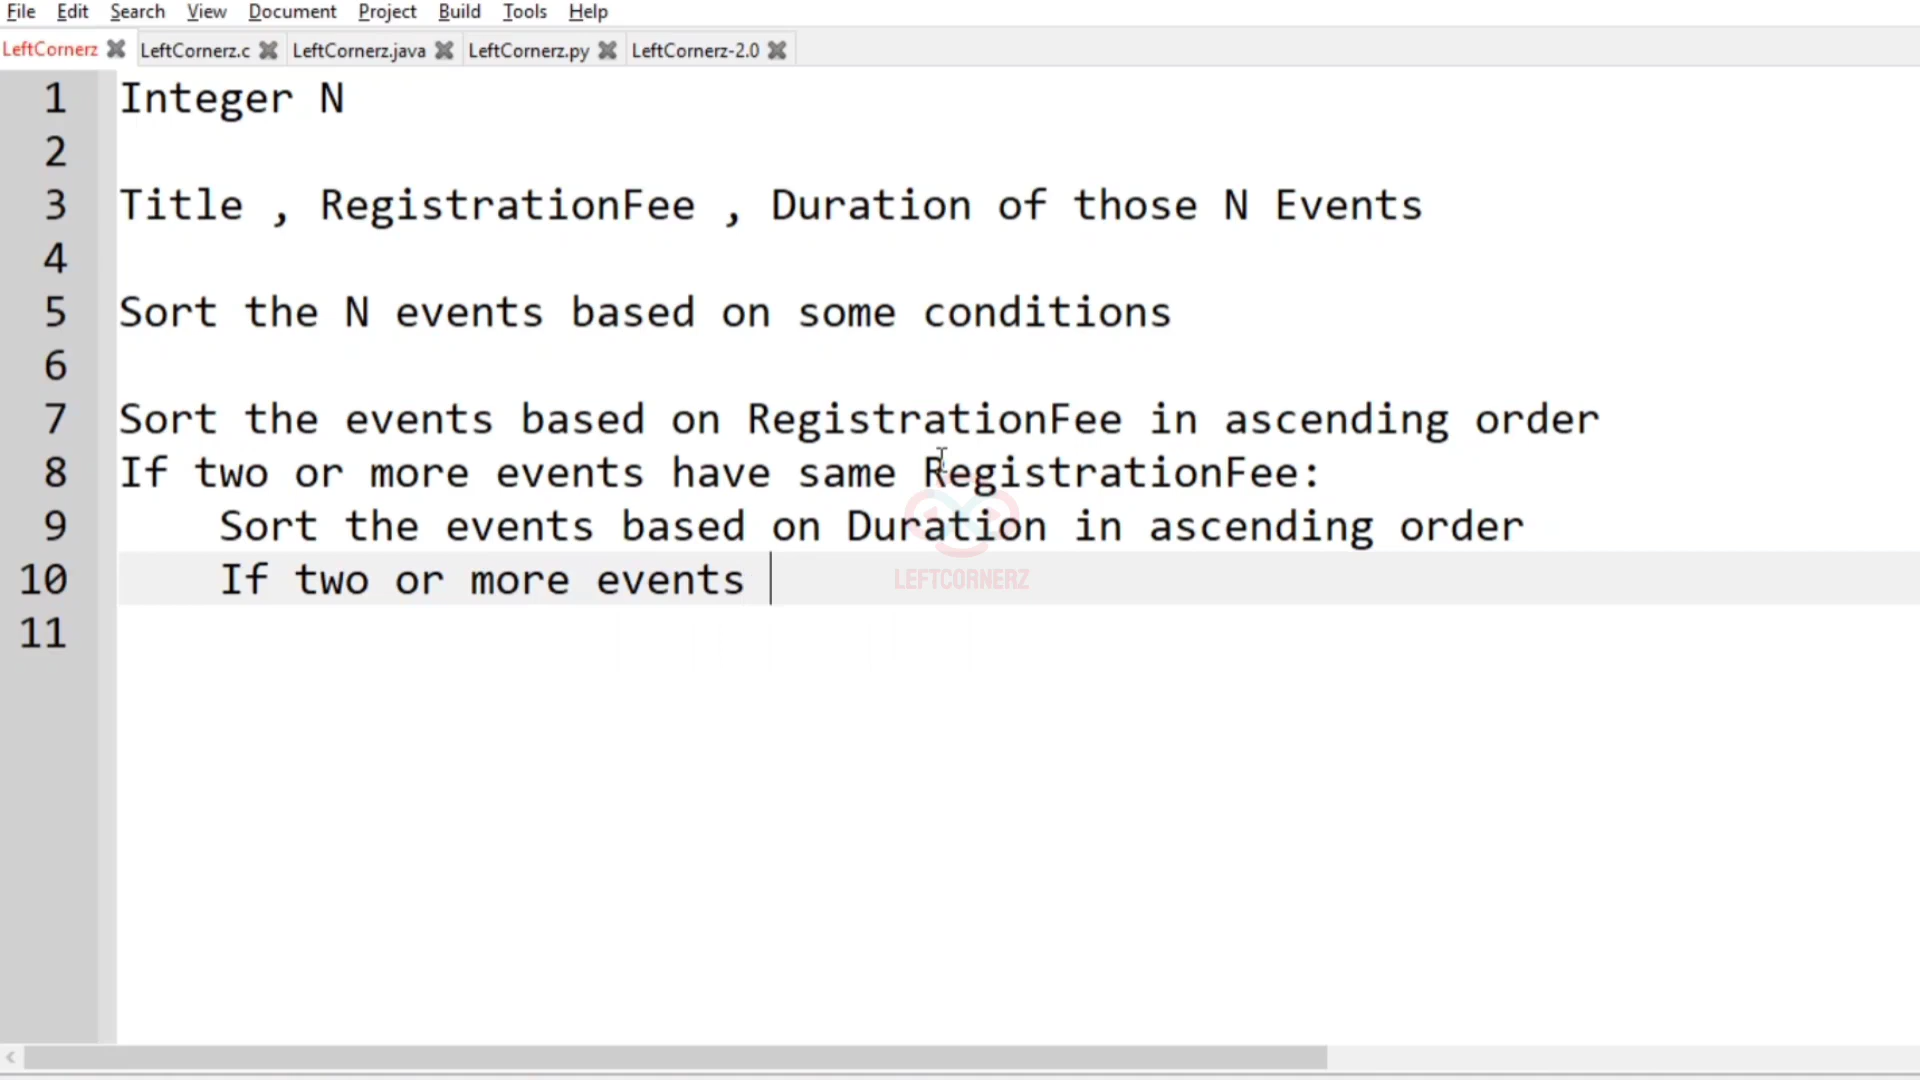 File Edit Search View Document Project Build Tools Help
LeftCornerz LeftCornerz.c LeftCornerz.java LeftCornerz.py LeftCornerz-2.0
1 Integer N
2
3 Title , RegistrationFee , Duration of those N Events
4
5 Sort the N events based on some conditions
6
7 Sort the events based on RegistrationFee in ascending order
8 If two or more events have same RegistrationFee:
9 Sort the events based on Duration in ascending order
10 If two or more events
LEFTCORNERZ
11